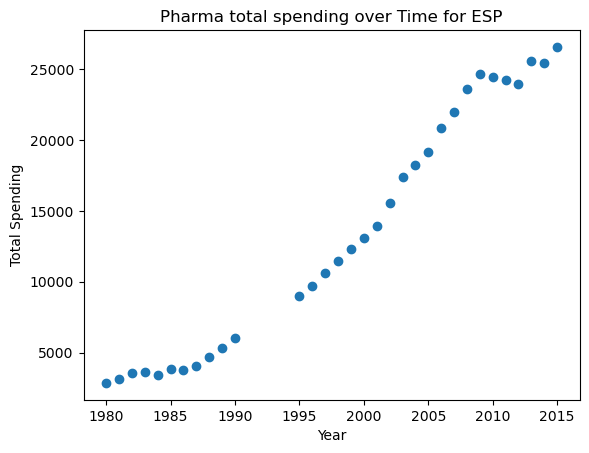 Pharma total spending over Time for ESP
25000
20000
15000
10000
5000
Total Spending
1980 1985 1990 1995 2000 2005 2010 2015
Year